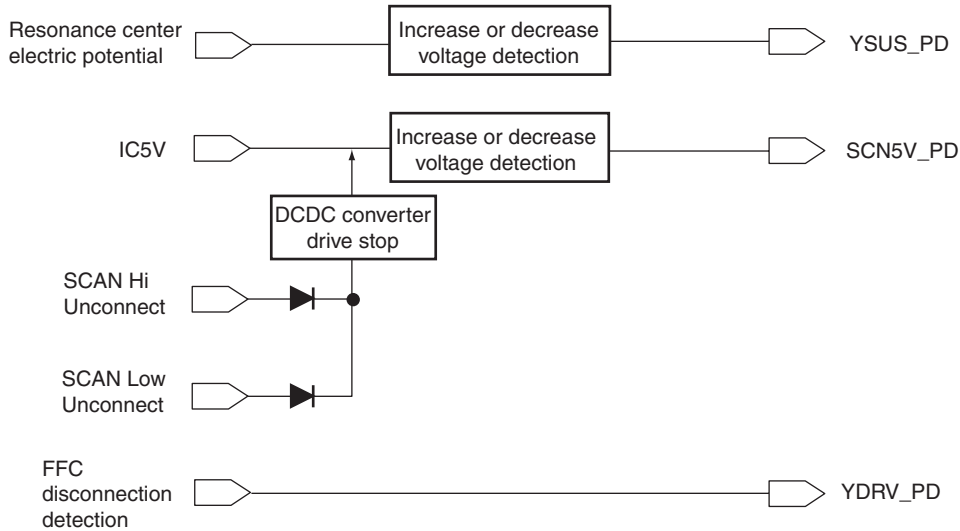 Resonance center
electric potential
Increase or decrease
voltage detection
YSUS_PD
IC5V
Increase or decrease
voltage detection
SCN5V_PD
DCDC converter
drive stop
SCAN Hi
Unconnect
SCAN Low
Unconnect
FFC
disconnection
detection
YDRV_PD